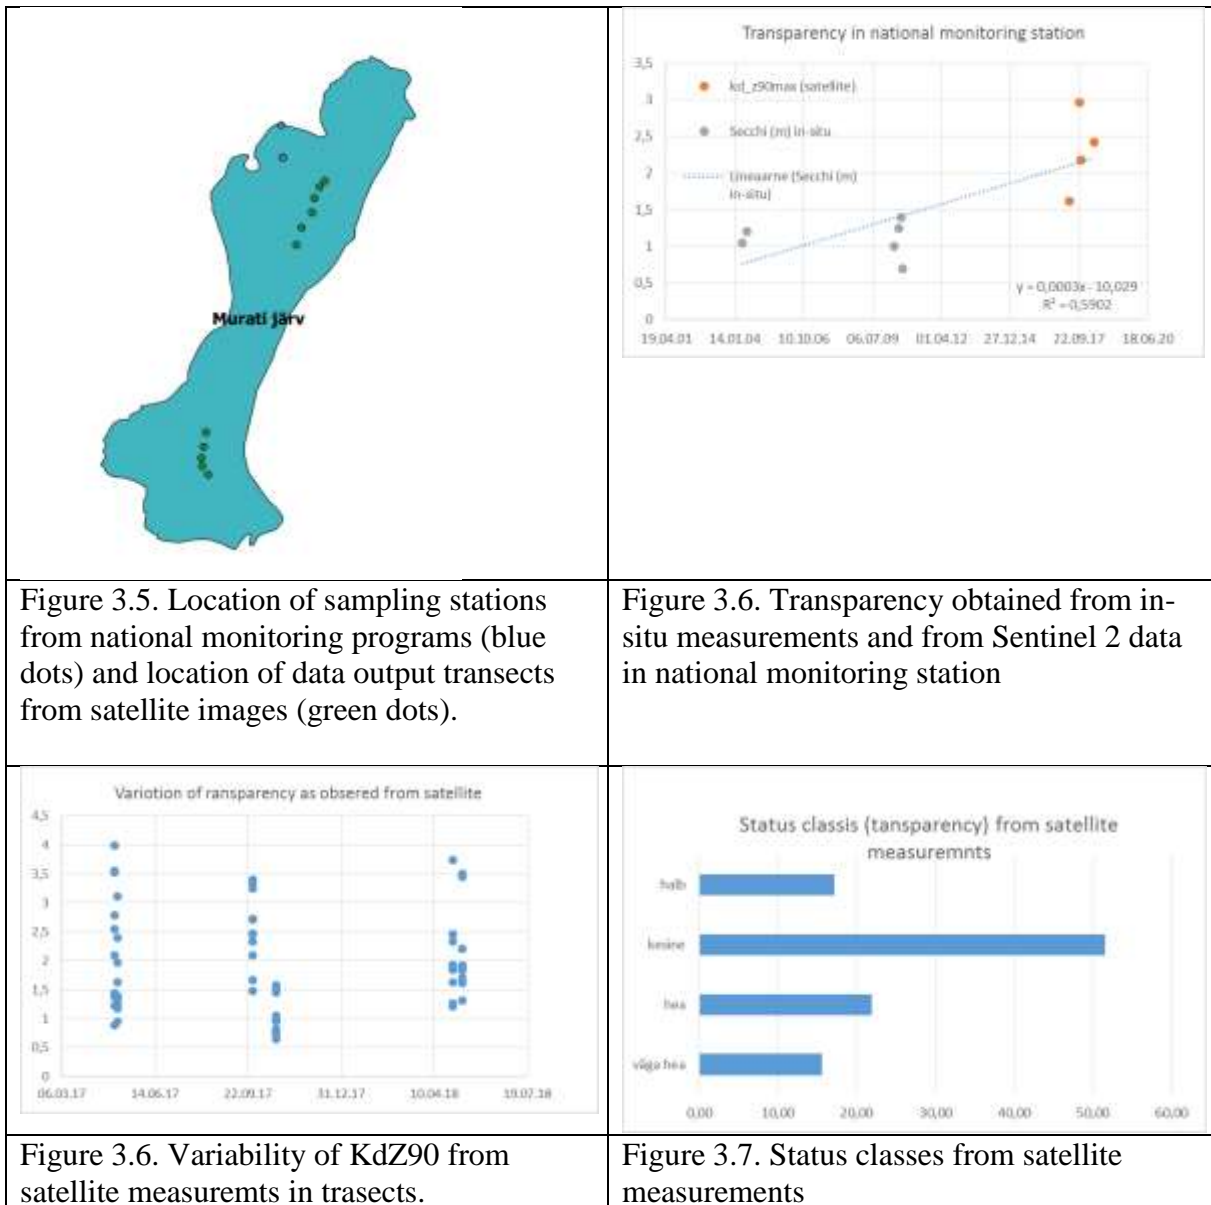 Murati järv
Transparency in national monitoring station
3,5
3
2,5
2
1,5
1
0,5
0
kd_z90max (satellite)
Secchi (m) in-situ
Lineaarne (Secchi (m)
in-situ)
y = 0,0003x - 10,029
R² = 0,5902
19.04.01 14.01.04 10.10.06 06.07.09 01.04.12 27.12.14 22.09.17 18.06.20
Figure 3.5. Location of sampling stations
from national monitoring programs (blue
dots) and location of data output transects
from satellite images (green dots).
Figure 3.6. Transparency obtained from in-
situ measurements and from Sentinel 2 data
in national monitoring station
Variotion of ransparency as obsered from satellite
4,5
4
3,5
3
2,5
2
1,5
1
0,5
0
06.03.17 14.06.17 22.09.17 31.12.17 10.04.18 19.07.18
Status classis (tansparency) from satellite
measuremnts
halb
kesine
hea
väga hea
0,00 10,00 20,00 30,00 40,00 50,00 60,00
Figure 3.6. Variability of KdZ90 from
satellite measuremts in trasects.
Figure 3.7. Status classes from satellite
measurements